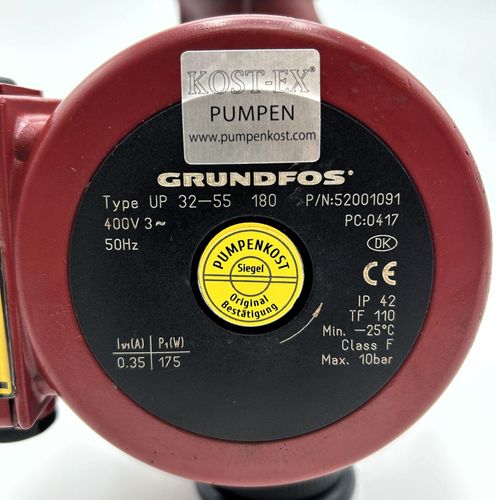 KOST-EX®
PUMPEN
www.pumpenkost.com
GRUNDFOS®
Type UP 32-55 180 P/N:52001091
400V 3~ PC:0417
50Hz DK
PUMPENKOST
Siegel
Original
Bestätigung
CE
IP 42
TF 110
Min. -25°C
I1/1(A) P1(W) Class F
0.35 175 Max. 10bar